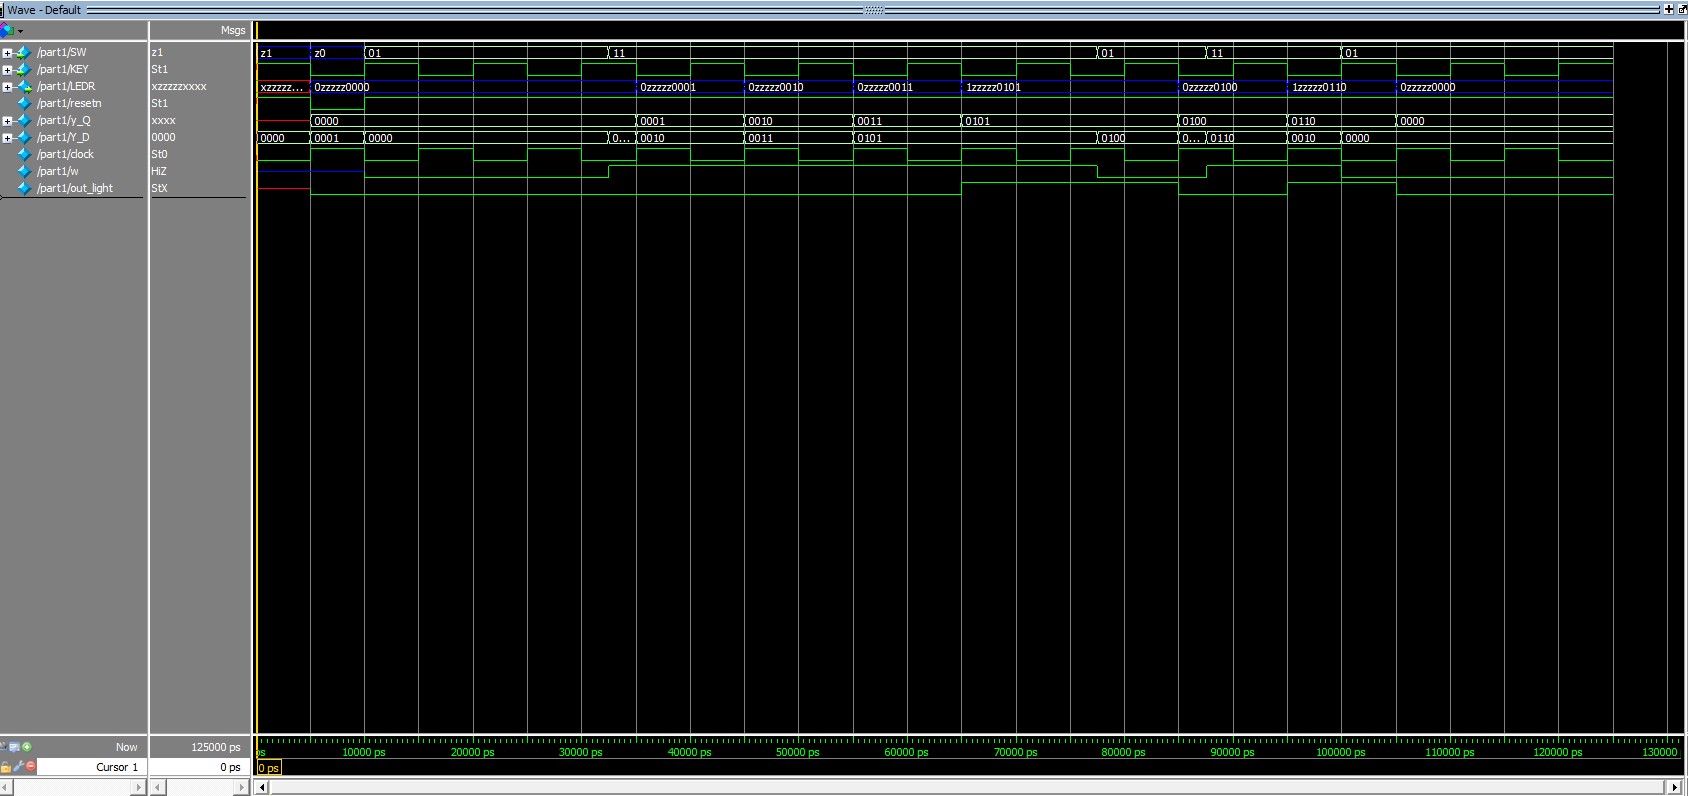 Wave - Default
Msgs
/part1/SW z1 z1 z0 01 11 01 11 01
/part1/KEY St1
/part1/LEDR xzzzzzxxxx xzzzzz... 0zzzzz0000 0zzzzz0001 0zzzzz0010 0zzzzz0011 1zzzzz0101 0zzzzz0100 1zzzzz0110 0zzzzz0000
/part1/resetn St1
/part1/y_Q xxxx 0000 0001 0010 0011 0101 0100 0110 0000
/part1/Y_D 0000 0000 0001 0000 0... 0010 0011 0101 0100 0... 0110 0010 0000
/part1/clock St0
/part1/w HiZ
/part1/out_light StX
Now 125000 ps ps 10000 ps 20000 ps 30000 ps 40000 ps 50000 ps 60000 ps 70000 ps 80000 ps 90000 ps 100000 ps 110000 ps 120000 ps 130000
Cursor 1 0 ps 0 ps